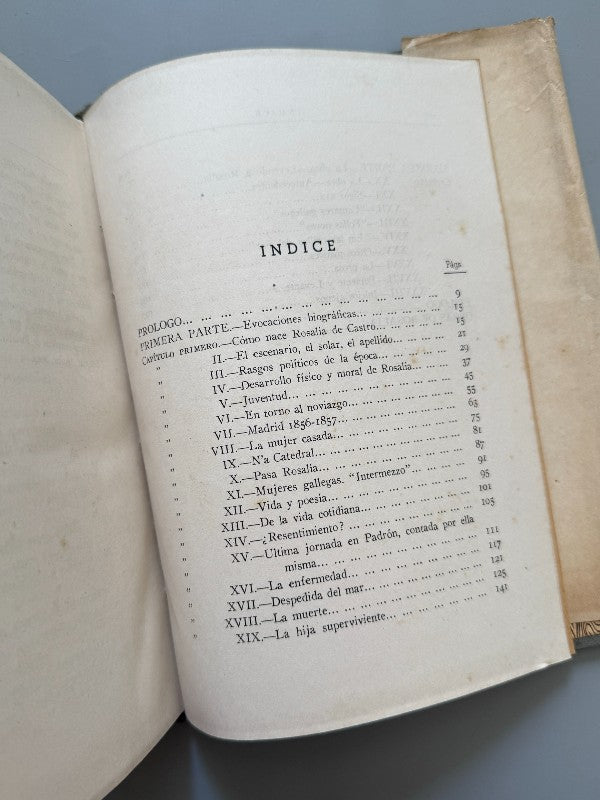 INDICE
Págs.
PROLOGO... ... ... ... ... ... ... ... ... ... ... ... 9
PRIMERA PARTE.—Evocaciones biográficas... ... ... ... ... 15
CAPÍTULO PRIMERO.—Cómo nace Rosalía de Castro... ... ... ... 15
" II.—El escenario, el solar, el apellido... ... ... 21
" III.—Rasgos políticos de la época... ... ... ... 29
" IV.—Desarrollo físico y moral de Rosalía... ... 37
" V.—Juventud... ... ... ... ... ... ... ... 45
" VI.—En torno al noviazgo... ... ... ... ... 55
" VII.—Madrid 1856-1857... ... ... ... ... ... 63
" VIII.—La mujer casada... ... ... ... ... ... 75
" IX.—N'a Catedral... ... ... ... ... ... ... 81
" X.—Pasa Rosalía... ... ... ... ... ... ... 87
" XI.—Mujeres gallegas. "Intermezzo"... ... ... 91
" XII.—Vida y poesía... ... ... ... ... ... ... 95
" XIII.—De la vida cotidiana... ... ... ... ... 101
" XIV.—¿Resentimiento?... ... ... ... ... ... 105
" XV.—Ultima jornada en Padrón, contada por ella
misma... ... ... ... ... ... ... ... 111
" XVI.—La enfermedad... ... ... ... ... ... ... 117
" XVII.—Despedida del mar... ... ... ... ... ... 121
" XVIII.—La muerte... ... ... ... ... ... ... ... 125
" XIX.—La hija superviviente... ... ... ... ... 141